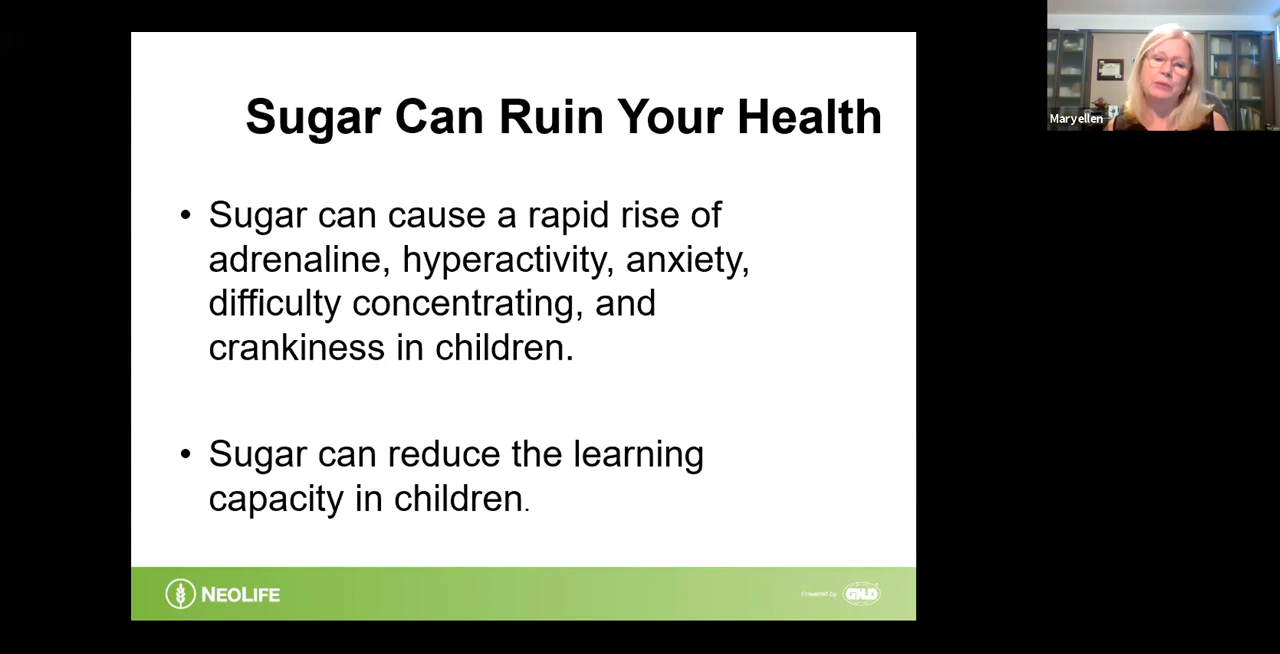 Sugar Can Ruin Your Health
Maryellen
• Sugar can cause a rapid rise of
adrenaline, hyperactivity, anxiety,
difficulty concentrating, and
crankiness in children.
• Sugar can reduce the learning
capacity in children.
NEOLIFE
GNLD